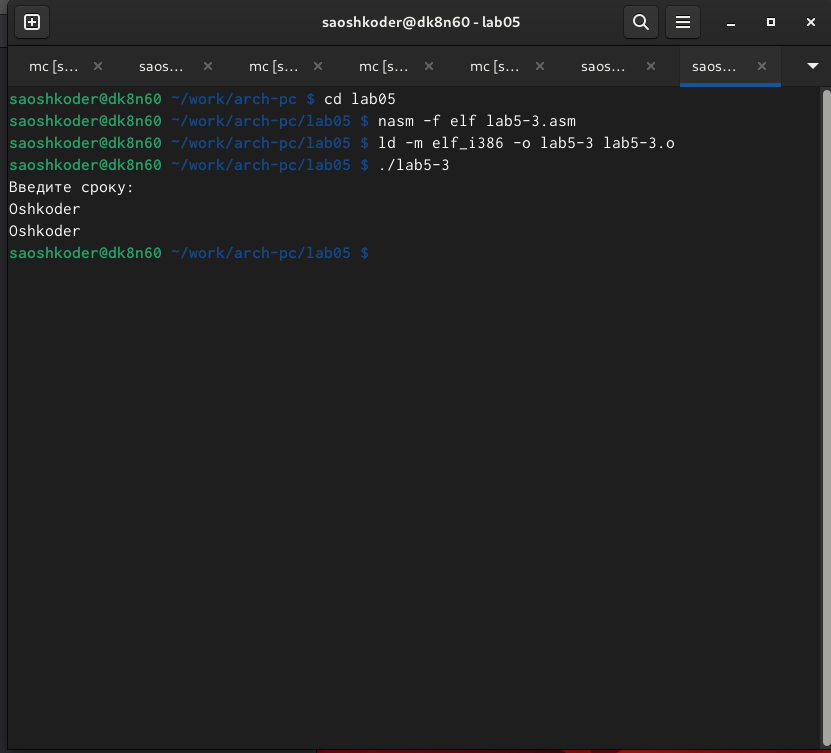 saoshkoder@dk8n60 - lab05
mc [s... saos... mc [s... mc [s... mc [s... saos... saos...
saoshkoder@dk8n60 ~/work/arch-pc $ cd lab05
saoshkoder@dk8n60 ~/work/arch-pc/lab05 $ nasm -f elf lab5-3.asm
saoshkoder@dk8n60 ~/work/arch-pc/lab05 $ ld -m elf_i386 -o lab5-3 lab5-3.o
saoshkoder@dk8n60 ~/work/arch-pc/lab05 $ ./lab5-3
Введите сроку:
Oshkoder
Oshkoder
saoshkoder@dk8n60 ~/work/arch-pc/lab05 $